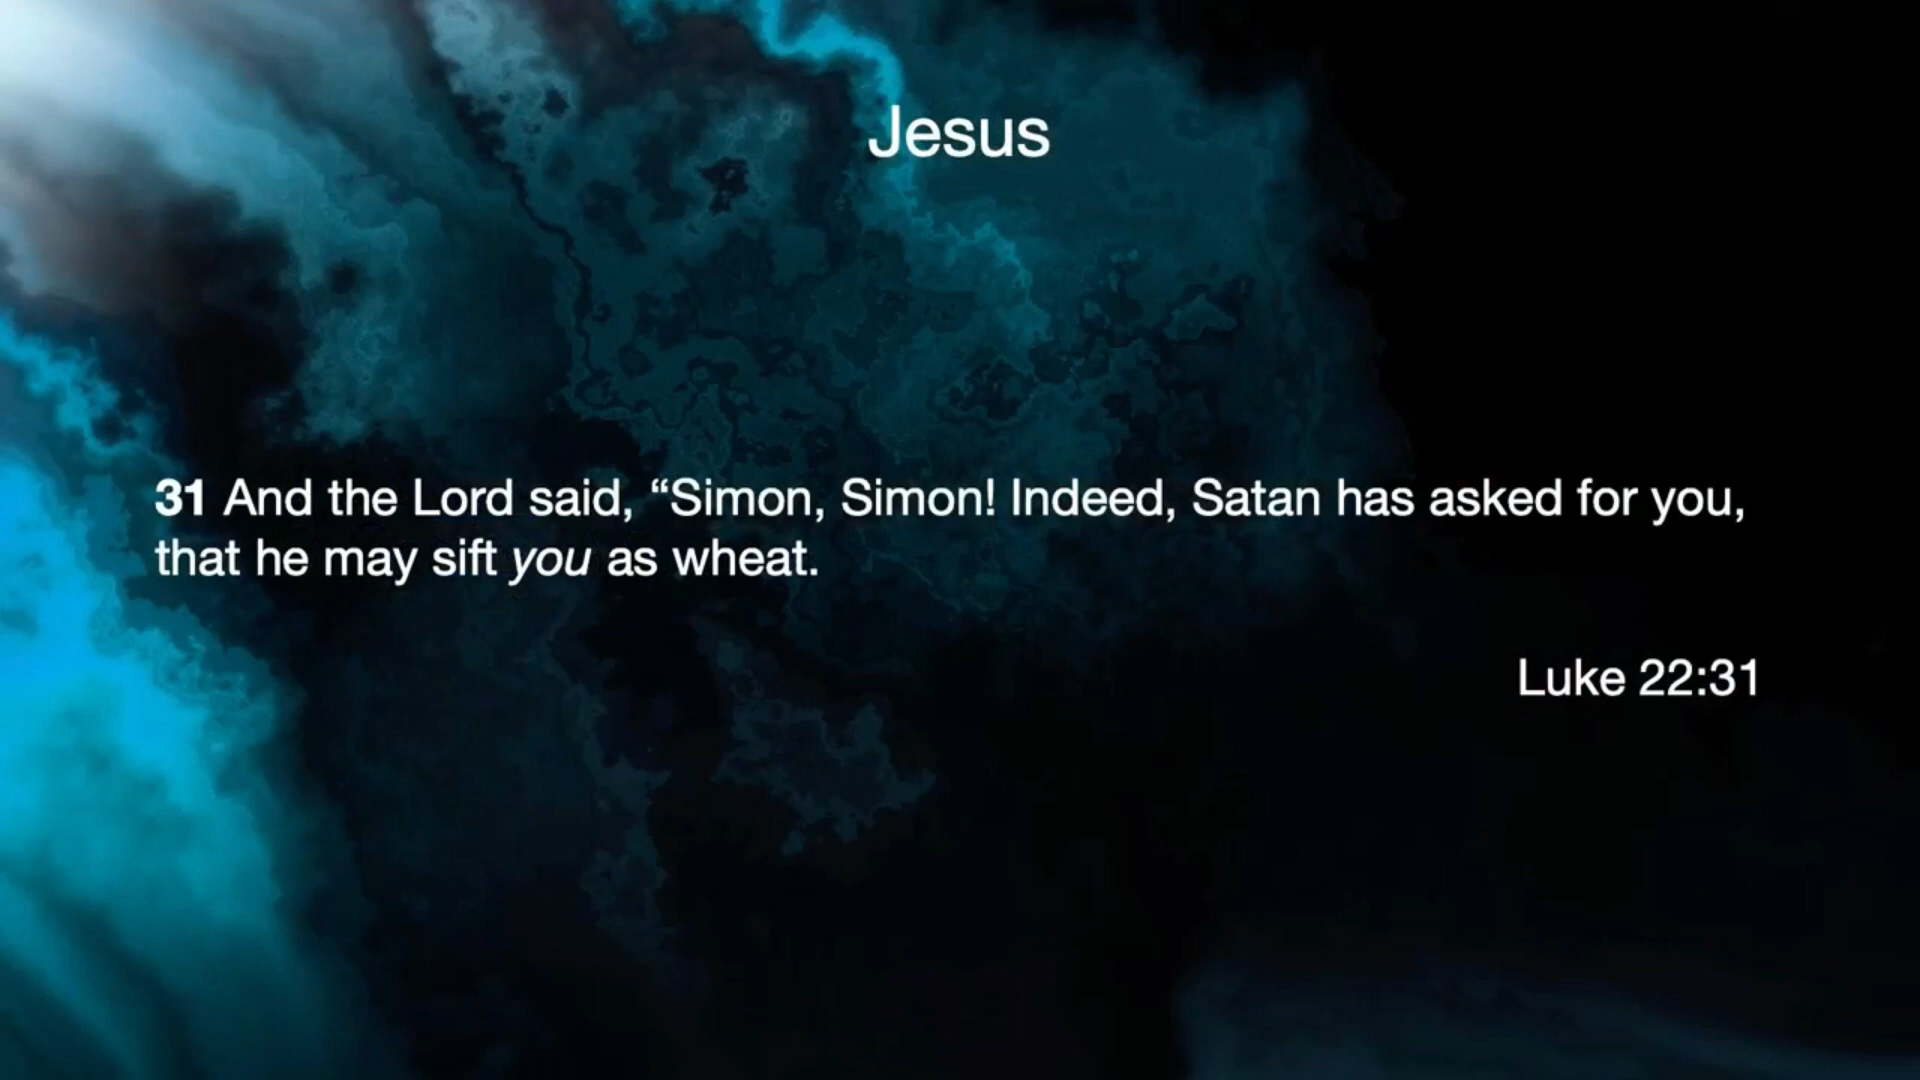 Jesus
31 And the Lord said, “Simon, Simon! Indeed, Satan has asked for you,
that he may sift you as wheat.
Luke 22:31